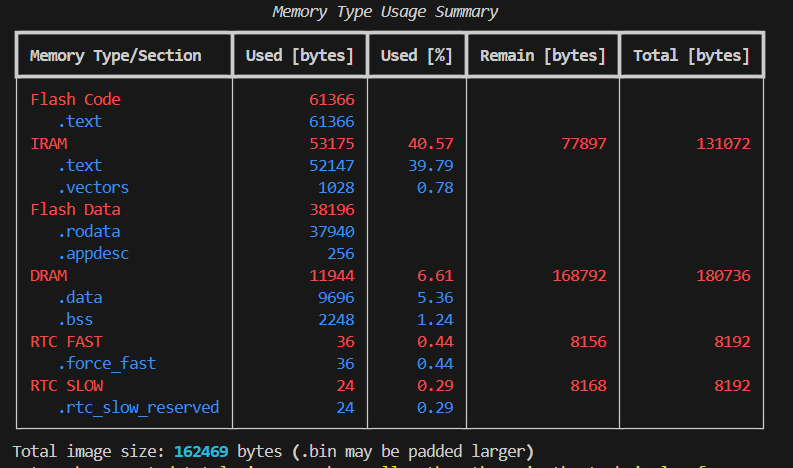 Memory Type Usage Summary
Memory Type/Section Used [bytes] Used [%] Remain [bytes] Total [bytes]
Flash Code 61366
.text 61366
IRAM 53175 40.57 77897 131072
.text 52147 39.79
.vectors 1028 0.78
Flash Data 38196
.rodata 37940
.appdesc 256
DRAM 11944 6.61 168792 180736
.data 9696 5.36
.bss 2248 1.24
RTC FAST 36 0.44 8156 8192
.force_fast 36 0.44
RTC SLOW 24 0.29 8168 8192
.rtc_slow_reserved 24 0.29
Total image size: 162469 bytes (.bin may be padded larger)